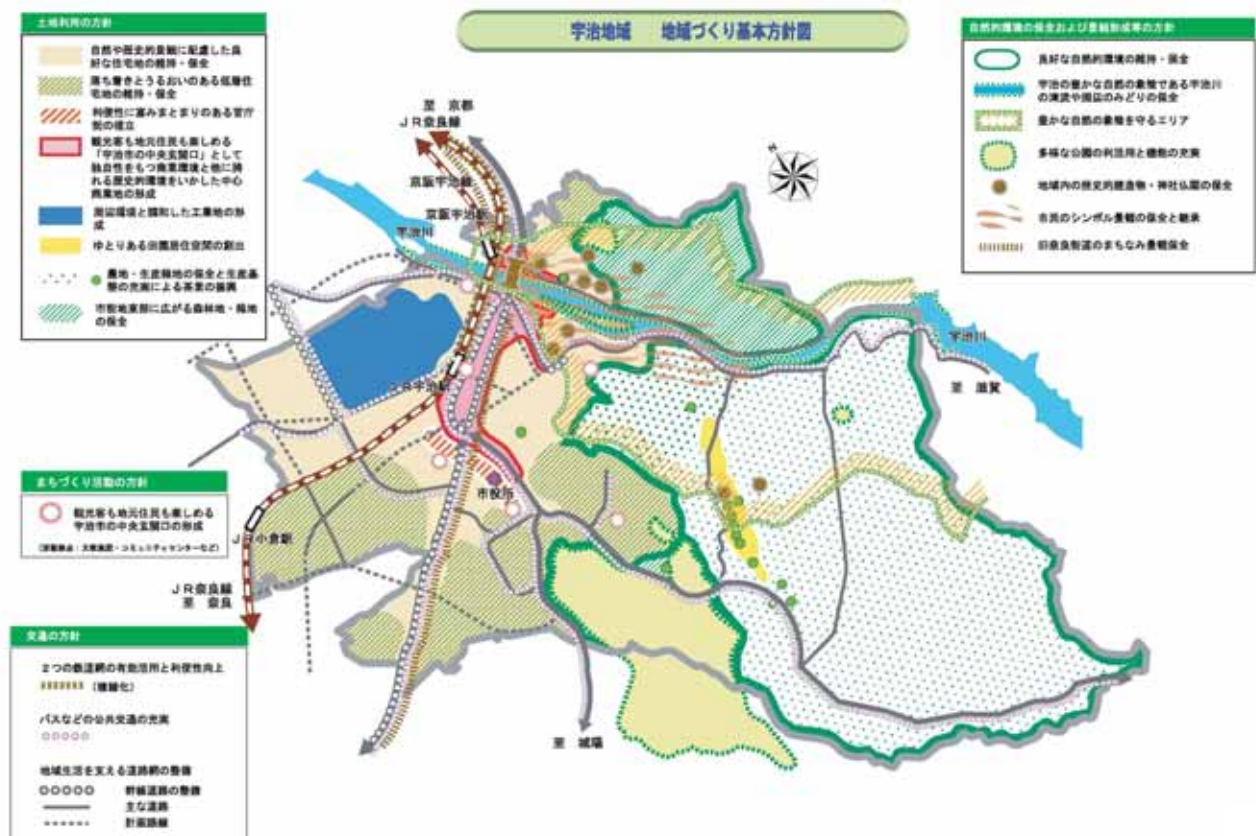 宇治地域　地域づくり基本方針図
土地利用の方針
自然や歴史的景観に配慮した良
好な住宅地の維持・保全
落ち着きとうるおいのある低層住
宅地の維持・保全
利便性に富みまとまりのある官庁
街の確立
観光客も地元住民も楽しめる
「宇治市の中央玄関口」として
独自性をもつ商業環境と他に誇
れる歴史的環境をいかした中心
商業地の形成
周辺環境と調和した工業地の形
成
ゆとりある田園居住空間の創出
農地・生産緑地の保全と生産基
盤の充実による茶業の振興
市街地東部に広がる森林地・緑地
の保全
自然的環境の保全および景観形成等の方針
良好な自然的環境の維持・保全
宇治の豊かな自然の象徴である宇治川
の清流や周辺のみどりの保全
豊かな自然の景観を守るエリア
多様な公園の利活用と機能の充実
地域内の歴史的建造物・神社仏閣の保全
市民のシンボル景観の保全と継承
旧奈良街道のまちなみ景観保全
至 京都
JR奈良線
京阪宇治線
京阪宇治駅
宇治川
JR宇治駅
宇治川
至 滋賀
市役所
JR小倉駅
JR奈良線
至 奈良
至 城陽
まちづくり活動の方針
観光客も地元住民も楽しめる
宇治市の中央玄関口の形成
(活動拠点：文教施設・コミュニティセンターなど)
交通の方針
2つの鉄道網の有効活用と利便性向上
(複線化)
バスなどの公共交通の充実
地域生活を支える道路網の整備
幹線道路の整備
主な道路
計画路線